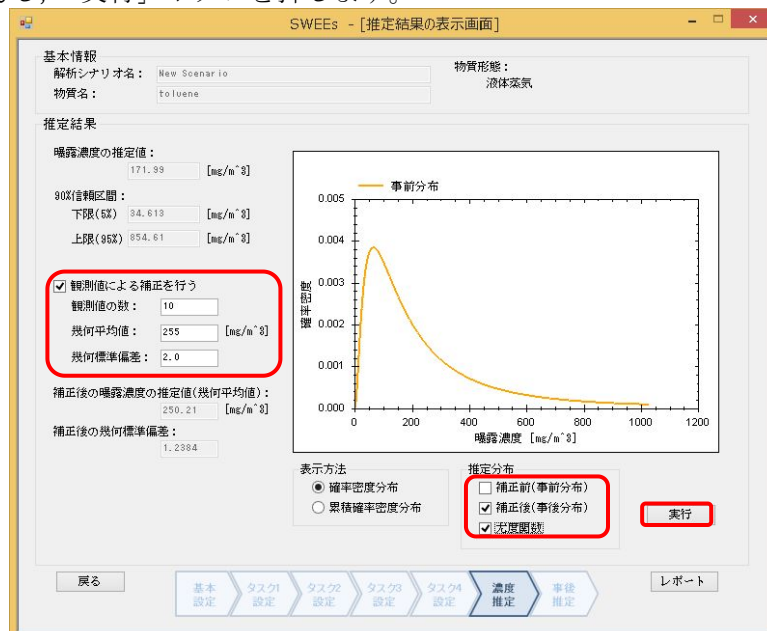 SWEEs - [推定結果の表示画面]
基本情報
解析シナリオ名： New Scenario
物質名： toluene
物質形態：
液体蒸気
推定結果
曝露濃度の推定値：
171.99 [mg/m^3]
90%信頼区間：
下限(5%) 34.613 [mg/m^3]
上限(95%) 854.61 [mg/m^3]
観測値による補正を行う
観測値の数： 10
幾何平均値： 255 [mg/m^3]
幾何標準偏差： 2.0
補正後の曝露濃度の推定値(幾何平均値)：
250.21 [mg/m^3]
補正後の幾何標準偏差：
1.2384
事前分布
0.005
0.004
0.003
0.002
0.001
0.000
確率密度
0 200 400 600 800 1000 1200
曝露濃度 [mg/m^3]
表示方法
確率密度分布
累積確率密度分布
推定分布
補正前(事前分布)
補正後(事後分布)
尤度関数
実行
戻る
基本
設定
タスク1
設定
タスク2
設定
タスク3
設定
タスク4
設定
濃度
推定
事後
推定
レポート